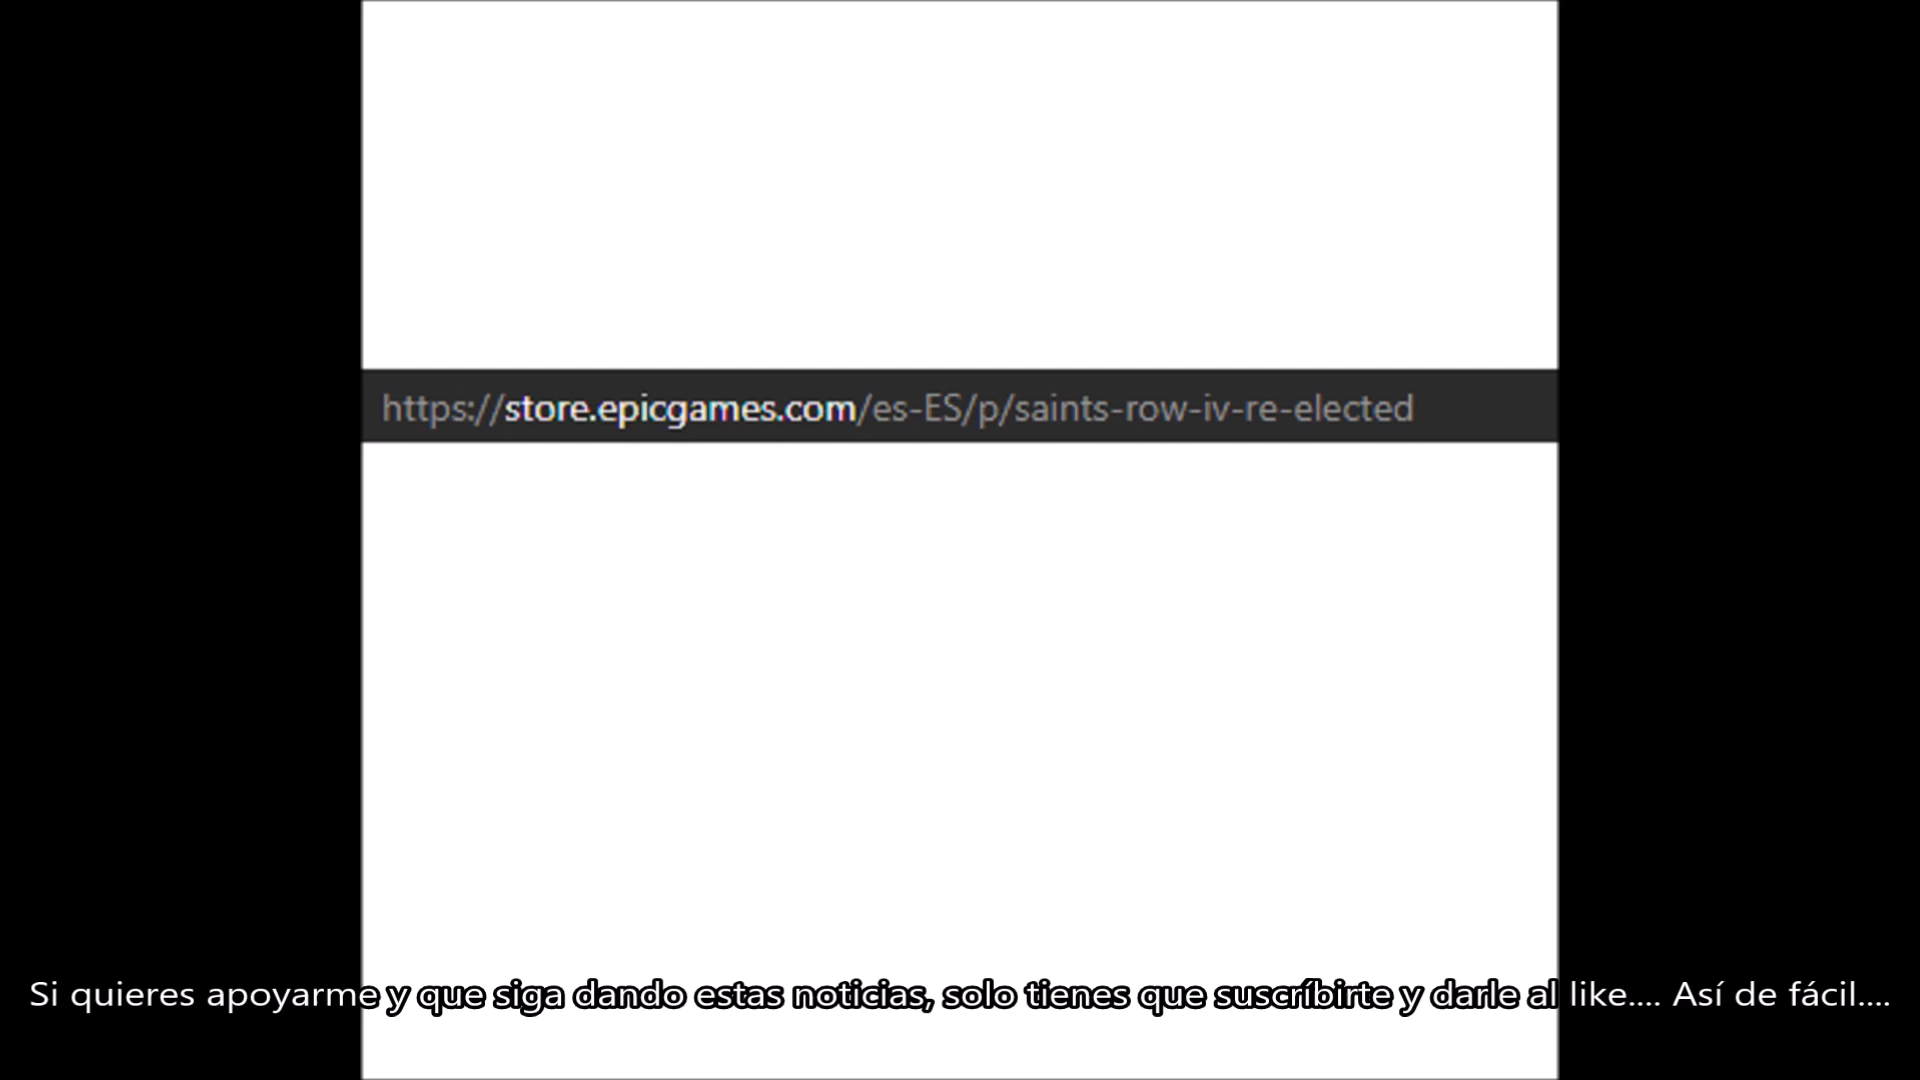 https://store.epicgames.com/es-ES/p/saints-row-iv-re-elected
Si quieres apoyarme y que siga dando estas noticias, solo tienes que suscríbirte y darle al like.... Así de fácil....